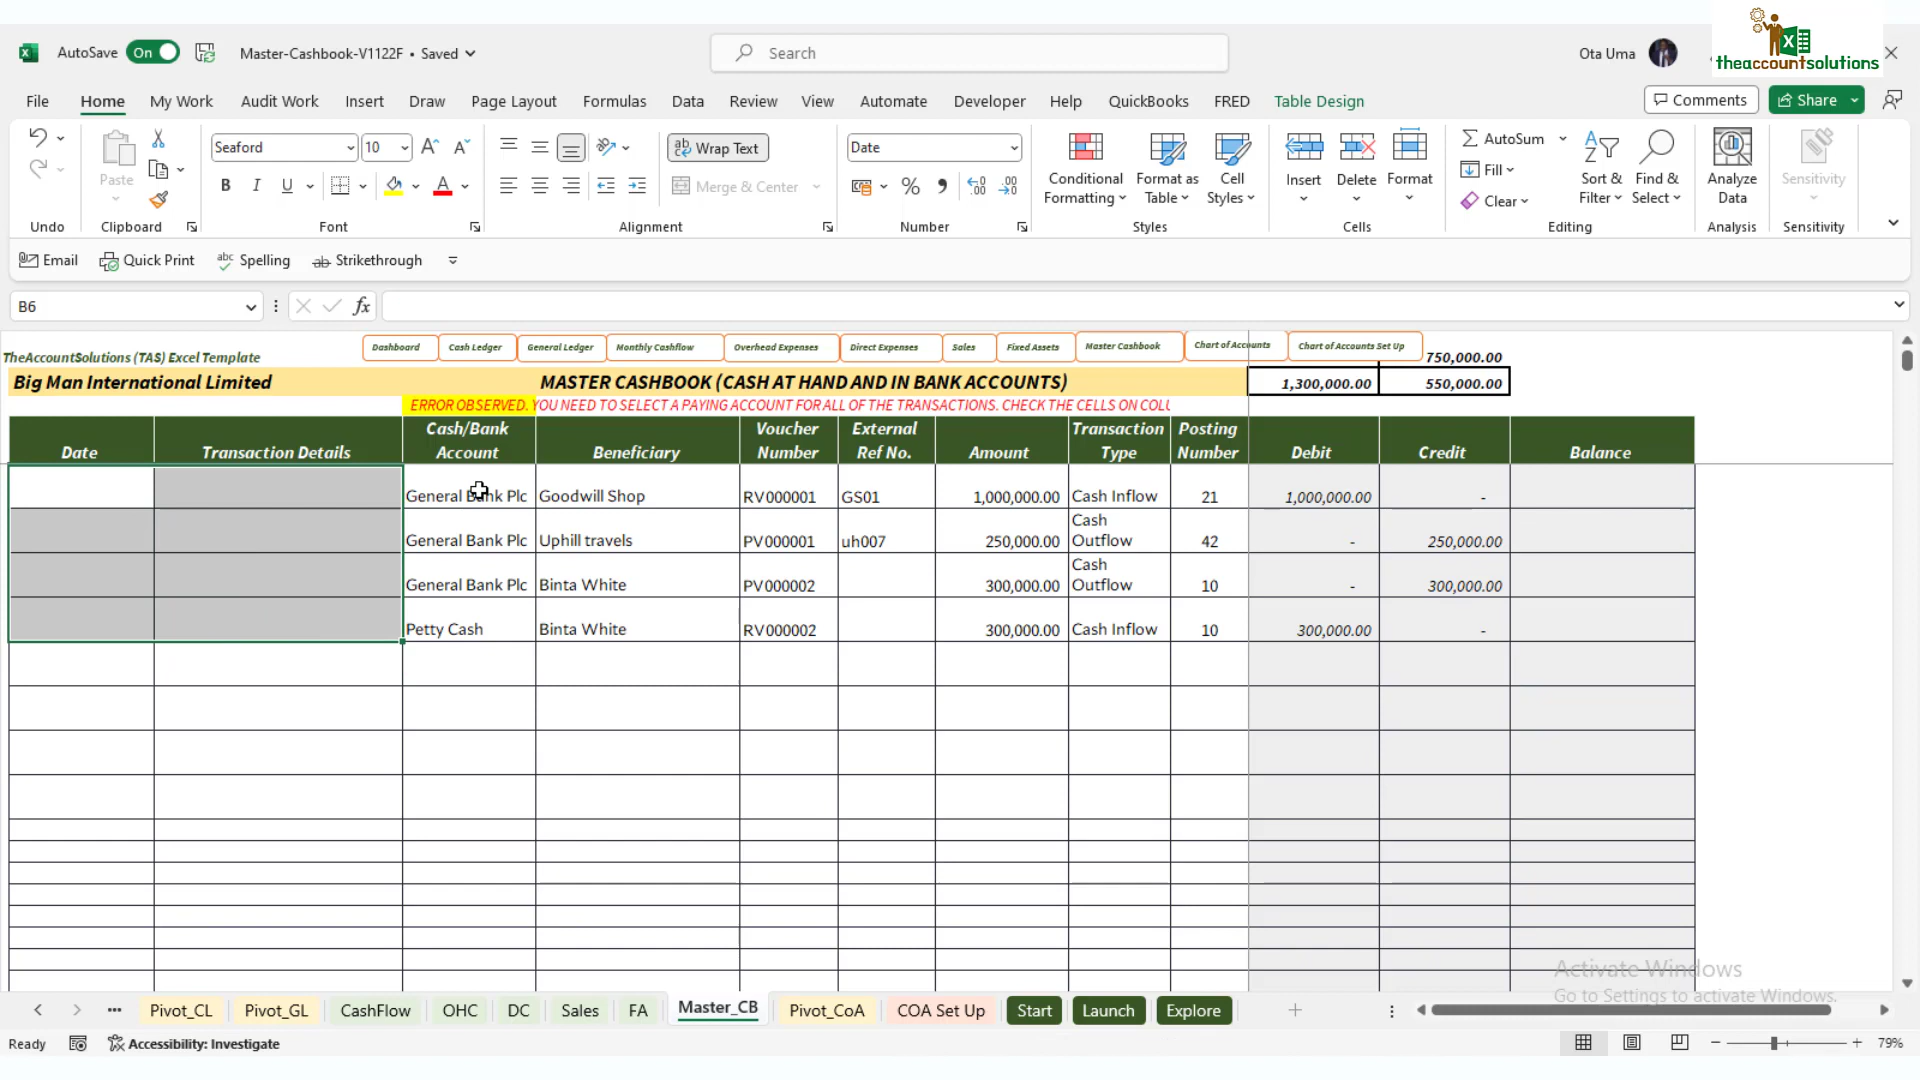 AutoSave On Master-Cashbook-V1122F • Saved Search Ota Uma
theaccountsolutions
File Home My Work Audit Work Insert Draw Page Layout Formulas Data Review View Automate Developer Help QuickBooks FRED Table Design Comments Share
Seaford 10 Wrap Text Date AutoSum
Paste Merge & Center Conditional Formatting Format as Table Cell Styles Insert Delete Format Fill Clear Sort & Filter Find & Select Analyze Data Sensitivity
B I U
Undo Clipboard Font Alignment Number Styles Cells Editing Analysis Sensitivity
Email Quick Print Spelling Strikethrough
B6 fx
Dashboard Cash Ledger General Ledger Monthly Cashflow Overhead Expenses Direct Expenses Sales Fixed Assets Master Cashbook Chart of Accounts Chart of Accounts Set Up
TheAccountSolutions (TAS) Excel Template 750,000.00
Big Man International Limited MASTER CASHBOOK (CASH AT HAND AND IN BANK ACCOUNTS) 1,300,000.00 550,000.00
ERROR OBSERVED. YOU NEED TO SELECT A PAYING ACCOUNT FOR ALL OF THE TRANSACTIONS. CHECK THE CELLS ON COLU
Date Transaction Details Cash/Bank Account Beneficiary Voucher Number External Ref No. Amount Transaction Type Posting Number Debit Credit Balance
General Bank Plc Goodwill Shop RV000001 GS01 1,000,000.00 Cash Inflow 21 1,000,000.00 -
General Bank Plc Uphill travels PV000001 uh007 250,000.00 Cash Outflow 42 - 250,000.00
General Bank Plc Binta White PV000002 300,000.00 Cash Outflow 10 - 300,000.00
Petty Cash Binta White RV000002 300,000.00 Cash Inflow 10 300,000.00 -
Activate Windows
Go to Settings to activate Windows.
Pivot_CL Pivot_GL CashFlow OHC DC Sales FA Master_CB Pivot_CoA COA Set Up Start Launch Explore
Ready Accessibility: Investigate 79%